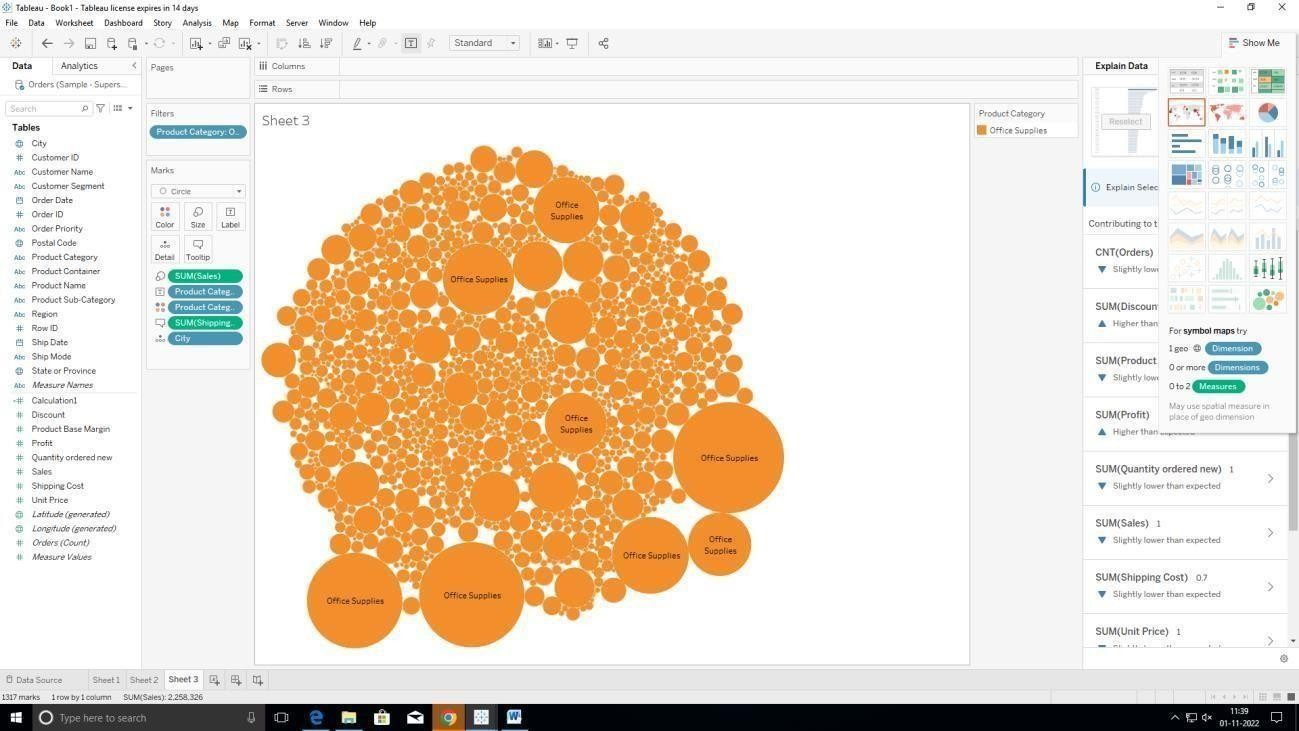 Tableau - Book1 - Tableau license expires in 14 days
File Data Worksheet Dashboard Story Analysis Map Format Server Window Help
Standard
Show Me
Data Analytics
Orders (Sample - Supers...
Search
Tables
City
Customer ID
Abc Customer Name
Abc Customer Segment
Order Date
Order ID
Abc Order Priority
Postal Code
Abc Product Category
Abc Product Container
Abc Product Name
Abc Product Sub-Category
Abc Region
Row ID
Ship Date
Abc Ship Mode
State or Province
Abc Measure Names
Calculation1
Discount
Product Base Margin
Profit
Quantity ordered new
Sales
Shipping Cost
Unit Price
Latitude (generated)
Longitude (generated)
Orders (Count)
Measure Values
Pages
Filters
Product Category: O..
Marks
Circle
Color Size Label
Detail Tooltip
SUM(Sales)
Product Categ..
Product Categ..
SUM(Shipping..
City
Columns
Rows
Sheet 3
Office
Supplies
Office Supplies
Office
Supplies
Office Supplies
Office
Supplies
Office Supplies
Office Supplies
Office Supplies
Product Category
Office Supplies
Explain Data
Reselect
Explain Selec
Contributing to t
CNT(Orders)
Slightly lowe
SUM(Discoun
Higher than
SUM(Product
Slightly lowe
SUM(Profit)
Higher than expected
SUM(Quantity ordered new) 1
Slightly lower than expected
SUM(Sales) 1
Slightly lower than expected
SUM(Shipping Cost) 0.7
Slightly lower than expected
SUM(Unit Price) 1
For symbol maps try
1 geo Dimension
0 or more Dimensions
0 to 2 Measures
May use spatial measure in
place of geo dimension
Data Source Sheet 1 Sheet 2 Sheet 3
1317 marks 1 row by 1 column SUM(Sales): 2,258,326
Type here to search
11:39
01-11-2022